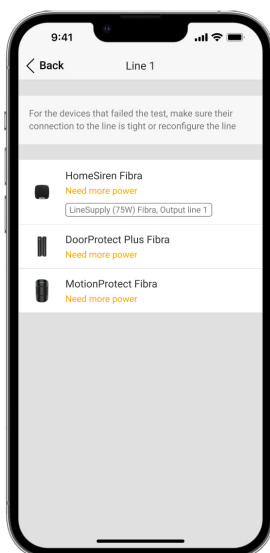 9:41
Back
Line 1
For the devices that failed the test, make sure their
connection to the line is tight or reconfigure the line
HomeSiren Fibra
Need more power
LineSupply (75W) Fibra, Output line 1
DoorProtect Plus Fibra
Need more power
MotionProtect Fibra
Need more power